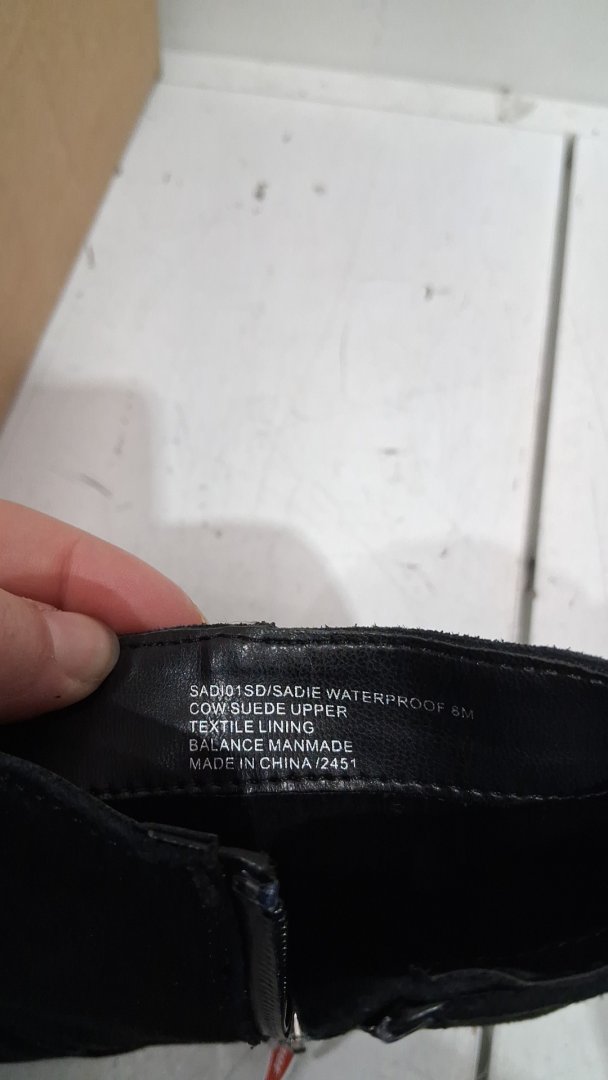 SADI01SD/SADIE WATERPROOF 8M
COW SUEDE UPPER
TEXTILE LINING
BALANCE MANMADE
MADE IN CHINA /2451